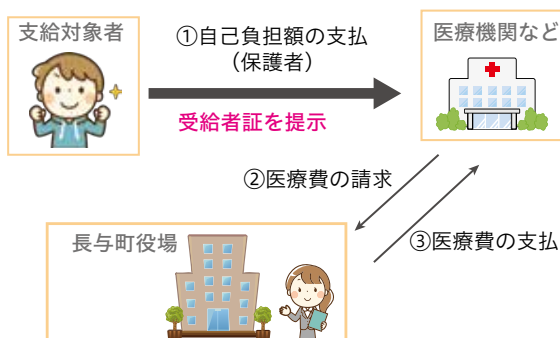 支給対象者
①自己負担額の支払
（保護者）
医療機関など
受給者証を提示
②医療費の請求
長与町役場
③医療費の支払